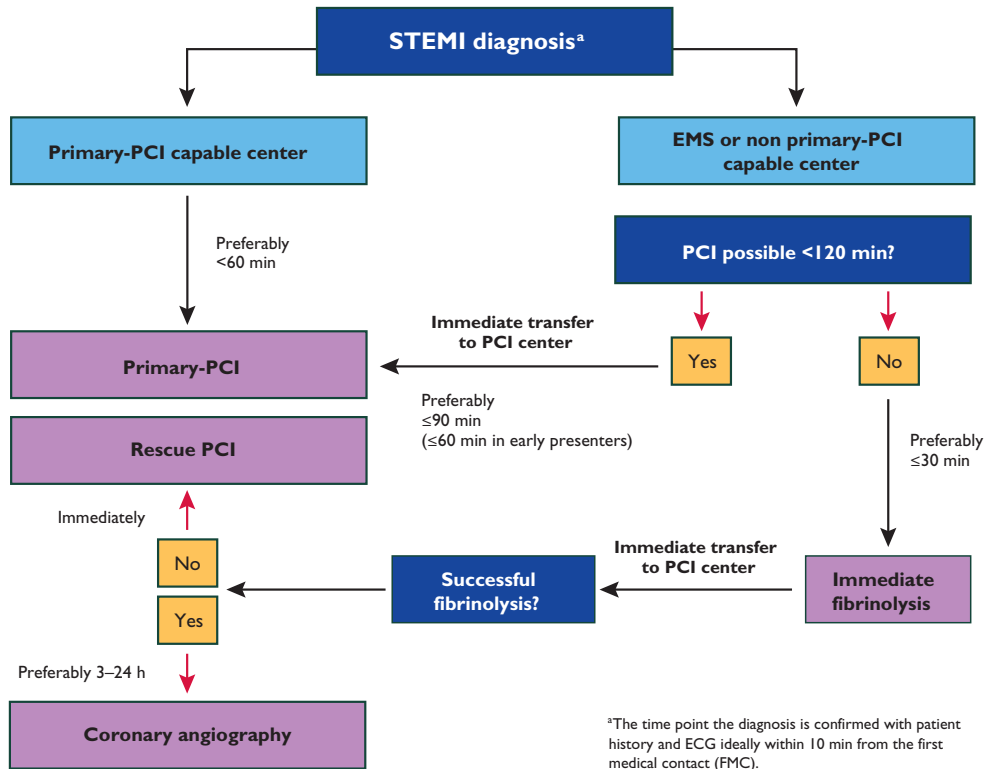 STEMI diagnosisᵃ
Primary-PCI capable center
EMS or non primary-PCI
capable center
Preferably
<60 min
PCI possible <120 min?
Immediate transfer
to PCI center
Yes
No
Primary-PCI
Preferably
≤90 min
(≤60 min in early presenters)
Preferably
≤30 min
Rescue PCI
Immediately
No
Yes
Successful
fibrinolysis?
Immediate transfer
to PCI center
Immediate
fibrinolysis
Preferably 3–24 h
Coronary angiography
ᵃThe time point the diagnosis is confirmed with patient
history and ECG ideally within 10 min from the first
medical contact (FMC).